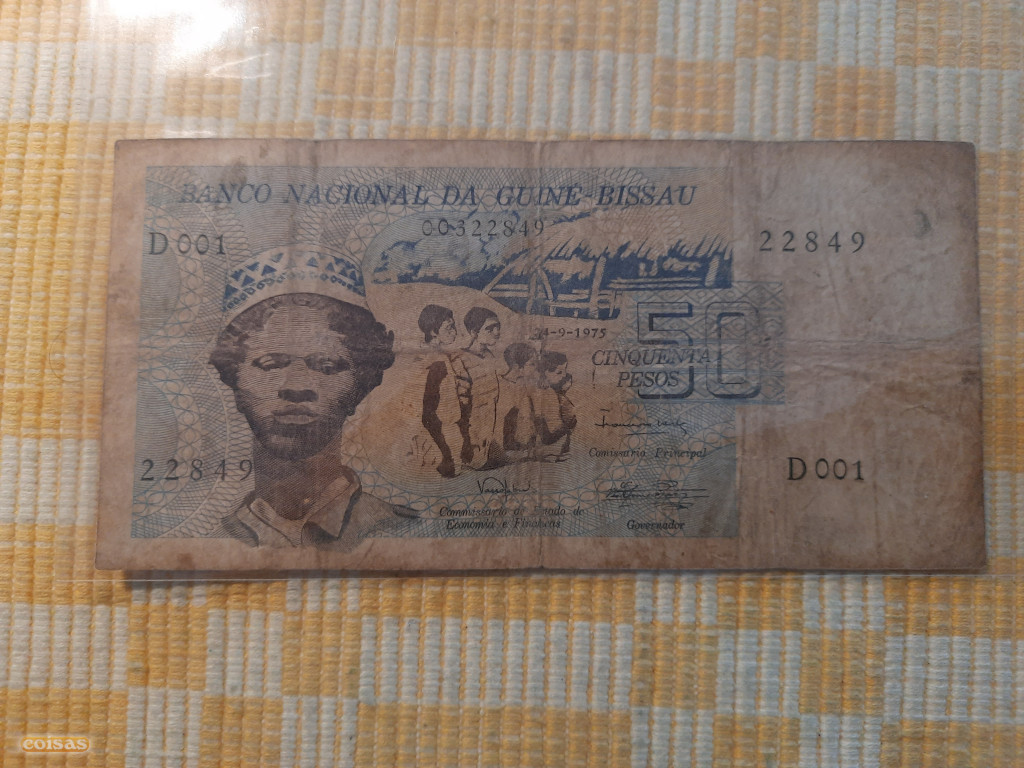 BANCO NACIONAL DA GUINÉ-BISSAU
00322849
D001
22849
24-9-1975
50
CINQUENTA
PESOS
Comissário Principal
22849
D001
Commissário de Estado de
Economia e Finanças
Governador
coisas